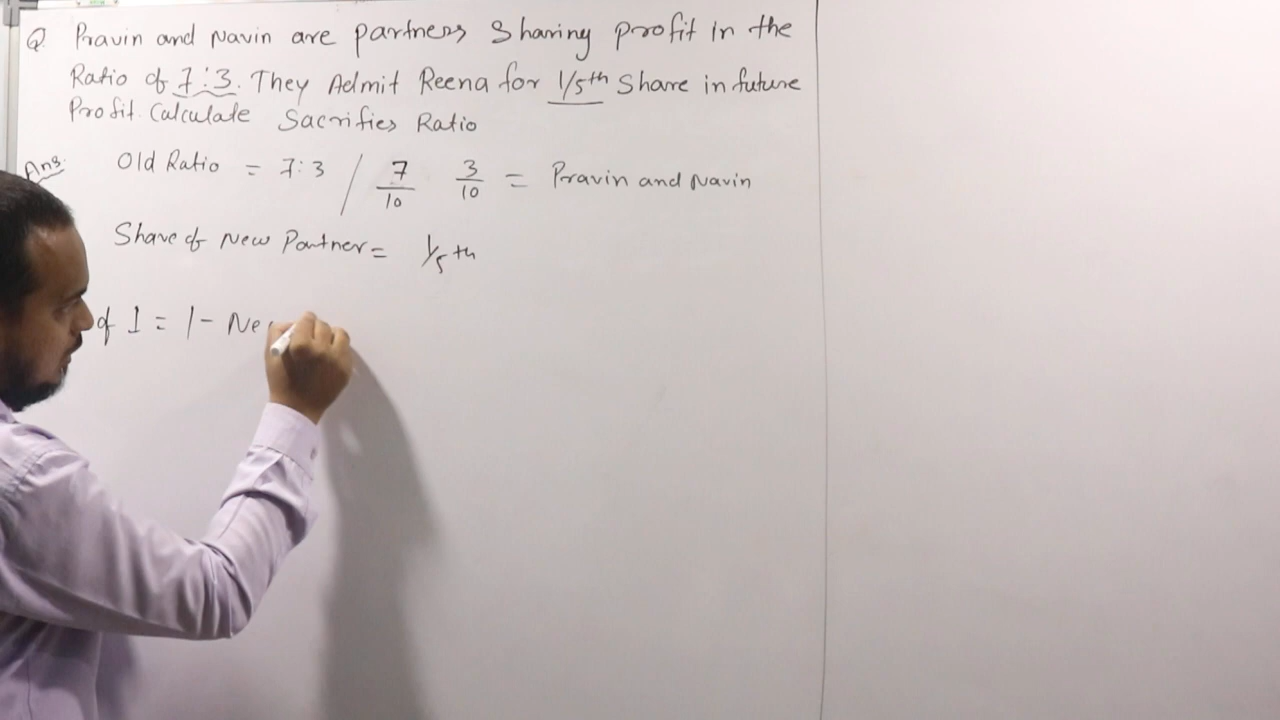 Q. Pravin and Navin are partners Sharing profit in the
Ratio of 7:3. They Admit Reena for 1/5th Share in future
Profit. Calculate Sacrifies Ratio
Ans. Old Ratio = 7:3 / 7/10 3/10 = Pravin and Navin
Share of New Partner = 1/5th
of 1 = 1 - Ne